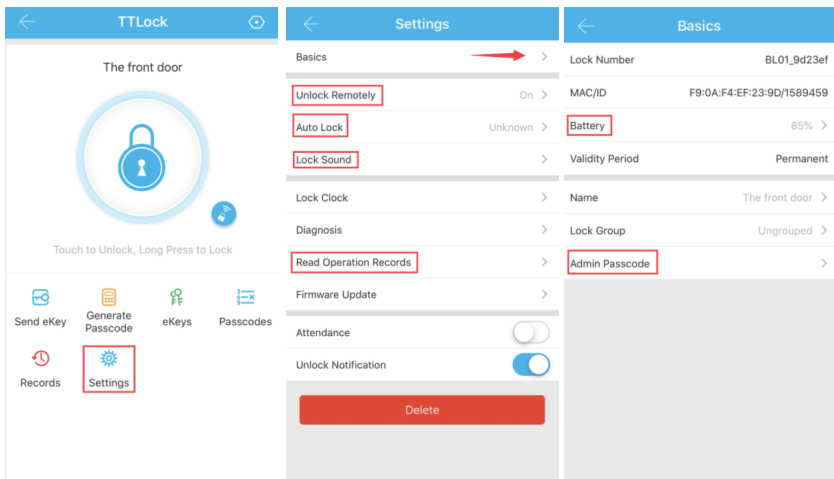 TTLock
The front door
Touch to Unlock, Long Press to Lock
Send eKey
Generate
Passcode
eKeys
Passcodes
Records
Settings
Settings
Basics
Unlock Remotely On
Auto Lock Unknown
Lock Sound
Lock Clock
Diagnosis
Read Operation Records
Firmware Update
Attendance
Unlock Notification
Delete
Basics
Lock Number BL01_9d23ef
MAC/ID F9:0A:F4:EF:23:9D/1589459
Battery 85%
Validity Period Permanent
Name The front door
Lock Group Ungrouped
Admin Passcode